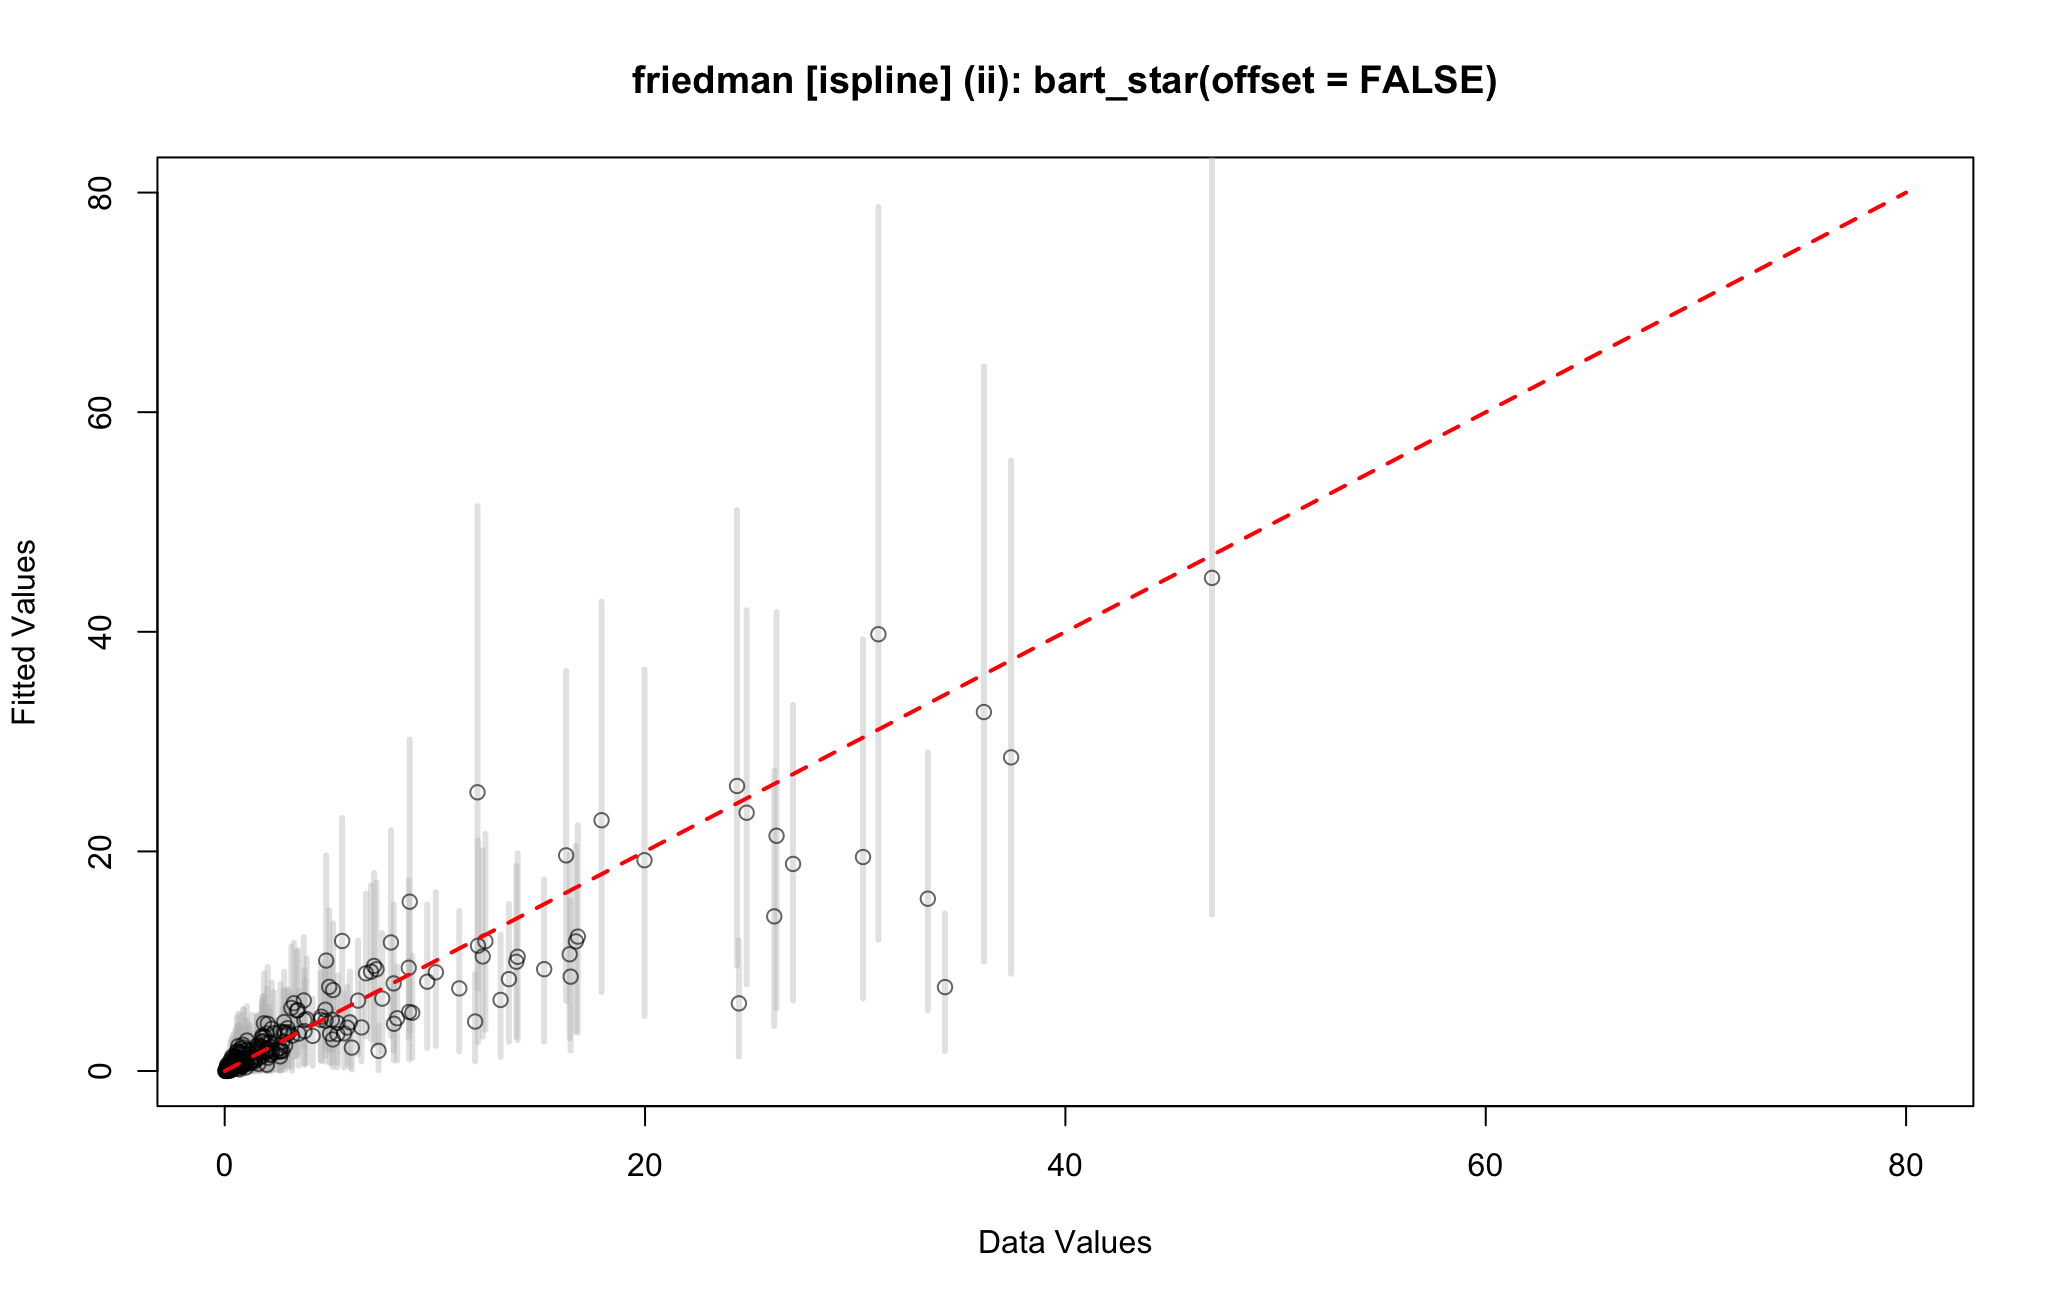 friedman [ispline] (ii): bart_star(offset = FALSE)
Fitted Values
80
60
40
20
0
0 20 40 60 80
Data Values